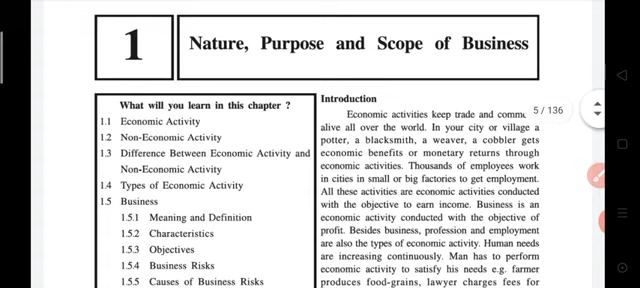 1
Nature, Purpose and Scope of Business
What will you learn in this chapter ?
1.1 Economic Activity
1.2 Non-Economic Activity
1.3 Difference Between Economic Activity and
Non-Economic Activity
1.4 Types of Economic Activity
1.5 Business
1.5.1 Meaning and Definition
1.5.2 Characteristics
1.5.3 Objectives
1.5.4 Business Risks
1.5.5 Causes of Business Risks
Introduction
Economic activities keep trade and
alive all over the world. In your city or village a
potter, a blacksmith, a weaver, a cobbler gets
economic benefits or monetary returns through
economic activities. Thousands of employees work
in cities in small or big factories to get employment.
All these activities are economic activities conducted
with the objective to earn income. Business is an
economic activity conducted with the objective of
profit. Besides business, profession and employment
are also the types of economic activity. Human needs
are increasing continuously. Man has to perform
economic activity to satisfy his needs e.g. farmer
produces food-grains, lawyer charges fees for
5 / 136